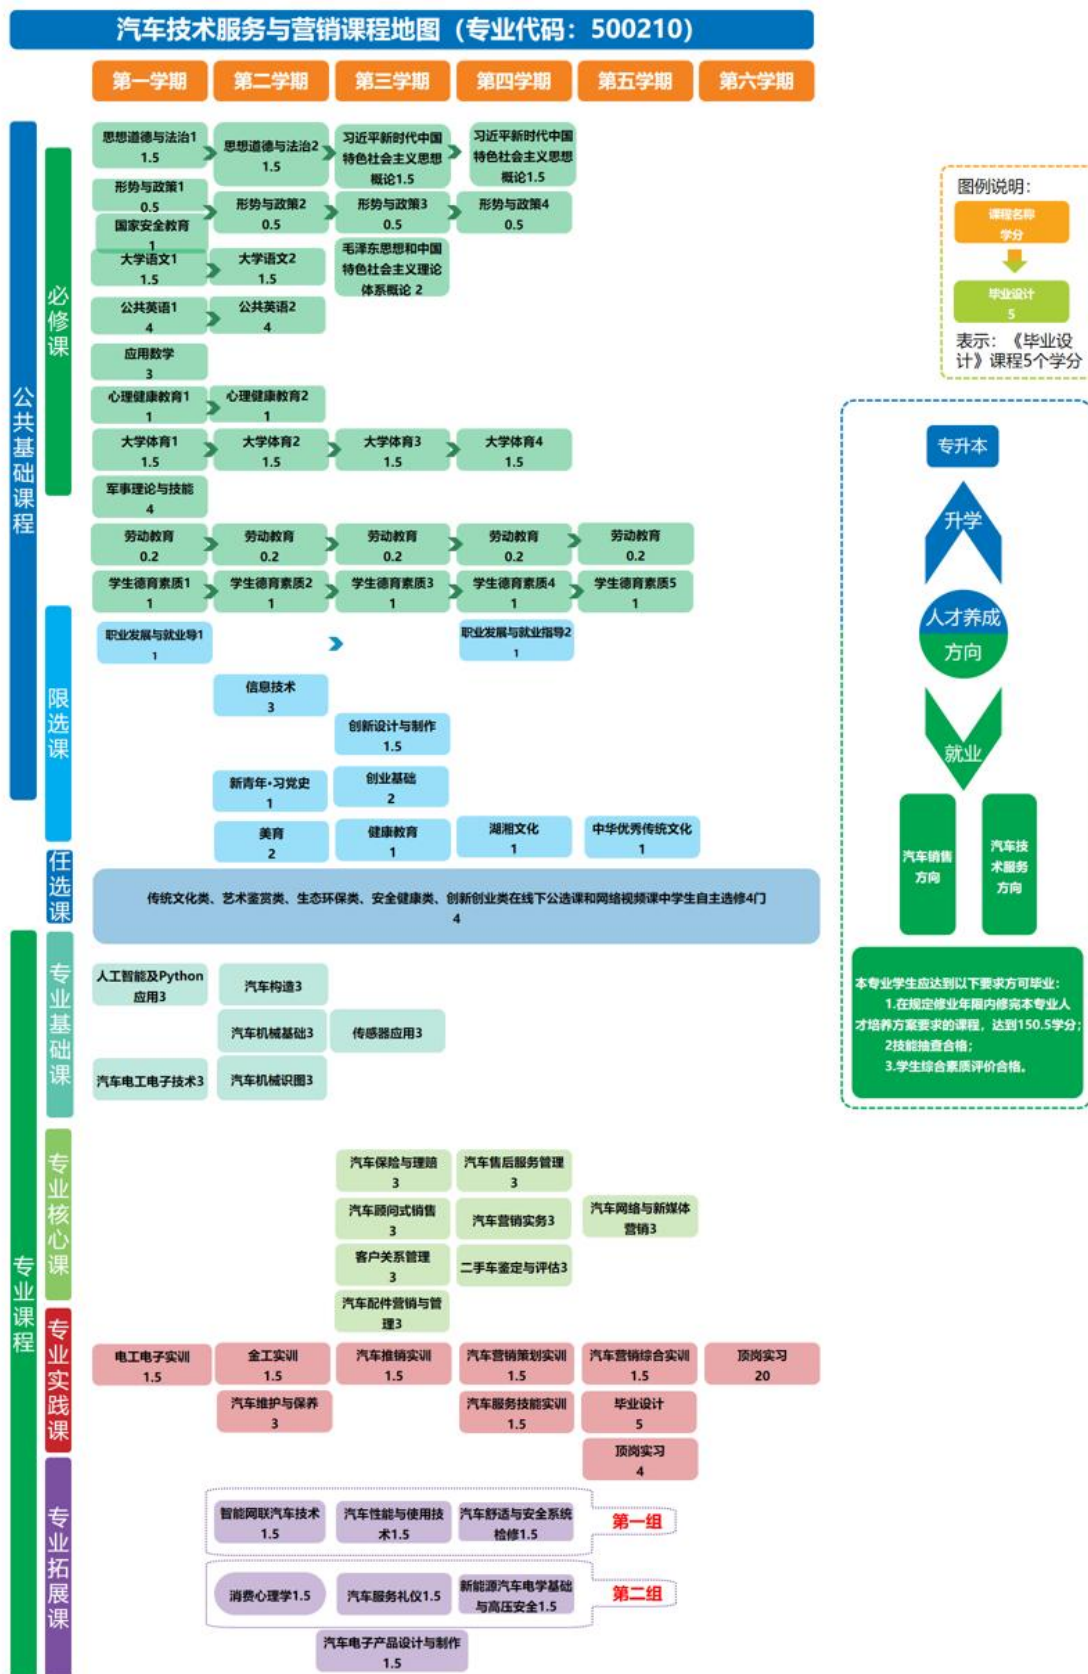 汽车技术服务与营销课程地图（专业代码：500210）
第一学期 第二学期 第三学期 第四学期 第五学期 第六学期
公共基础课程
必修课
思想道德与法治1
1.5
思想道德与法治2
1.5
习近平新时代中国
特色社会主义思想
概论1.5
习近平新时代中国
特色社会主义思想
概论1.5
形势与政策1
0.5
形势与政策2
0.5
形势与政策3
0.5
形势与政策4
0.5
国家安全教育
1
大学语文1
1.5
大学语文2
1.5
毛泽东思想和中国
特色社会主义理论
体系概论 2
公共英语1
4
公共英语2
4
应用数学
3
心理健康教育1
1
心理健康教育2
1
大学体育1
1.5
大学体育2
1.5
大学体育3
1.5
大学体育4
1.5
军事理论与技能
4
劳动教育
0.2
劳动教育
0.2
劳动教育
0.2
劳动教育
0.2
劳动教育
0.2
学生德育素质1
1
学生德育素质2
1
学生德育素质3
1
学生德育素质4
1
学生德育素质5
1
限选课
职业发展与就业导1
1
职业发展与就业指导2
1
信息技术
3
创新设计与制作
1.5
新青年·习党史
1
创业基础
2
美育
2
健康教育
1
湖湘文化
1
中华优秀传统文化
1
任选课
传统文化类、艺术鉴赏类、生态环保类、安全健康类、创新创业类在线下公选课和网络视频课中学生自主选修4门
4
专业课程
专业基础课
人工智能及Python
应用3
汽车构造3
汽车机械基础3
传感器应用3
汽车电工电子技术3
汽车机械识图3
专业核心课
汽车保险与理赔
3
汽车售后服务管理
3
汽车顾问式销售
3
汽车营销实务3
汽车网络与新媒体
营销3
客户关系管理
3
二手车鉴定与评估3
汽车配件营销与管
理3
专业实践课
电工电子实训
1.5
金工实训
1.5
汽车推销实训
1.5
汽车营销策划实训
1.5
汽车营销综合实训
1.5
顶岗实习
20
汽车维护与保养
3
汽车服务技能实训
1.5
毕业设计
5
顶岗实习
4
专业拓展课
智能网联汽车技术
1.5
汽车性能与使用技
术1.5
汽车舒适与安全系统
检修1.5
第一组
消费心理学1.5
汽车服务礼仪1.5
新能源汽车电学基础
与高压安全1.5
第二组
汽车电子产品设计与制作
1.5
图例说明：
课程名称
学分
毕业设计
5
表示：《毕业设
计》课程5个学分
专升本
升学
人才养成
方向
就业
汽车销售
方向
汽车技
术服务
方向
本专业学生应达到以下要求方可毕业：
1.在规定修业年限内修完本专业人
才培养方案要求的课程，达到150.5学分；
2技能抽查合格；
3.学生综合素质评价合格。